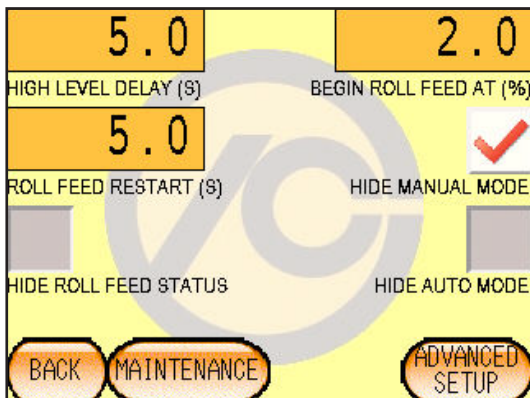 5.0
2.0
HIGH LEVEL DELAY (S)
BEGIN ROLL FEED AT (%)
5.0
ROLL FEED RESTART (S)
HIDE MANUAL MODE
HIDE ROLL FEED STATUS
HIDE AUTO MODE
BACK
MAINTENANCE
ADVANCED
SETUP